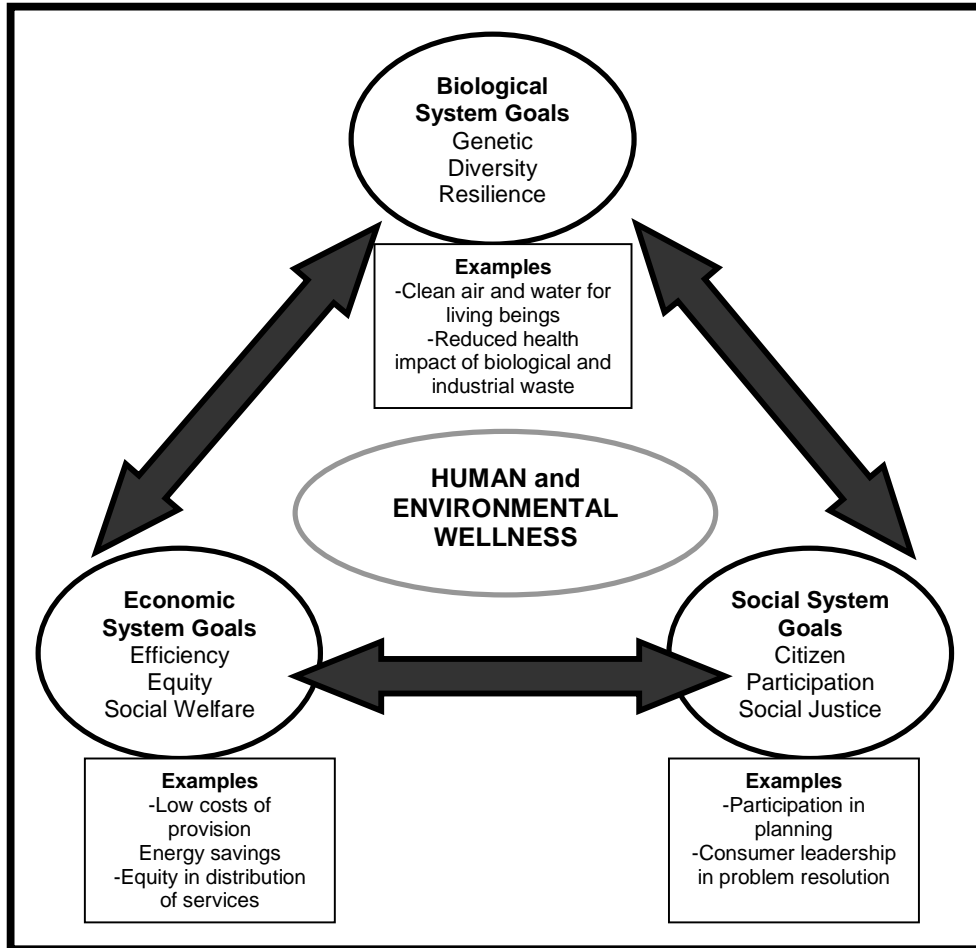 Biological
System Goals
Genetic
Diversity
Resilience
Examples
-Clean air and water for
living beings
-Reduced health
impact of biological and
industrial waste
HUMAN and
ENVIRONMENTAL
WELLNESS
Economic
System Goals
Efficiency
Equity
Social Welfare
Examples
-Low costs of
provision
Energy savings
-Equity in distribution
of services
Social System
Goals
Citizen
Participation
Social Justice
Examples
-Participation in
planning
-Consumer leadership
in problem resolution